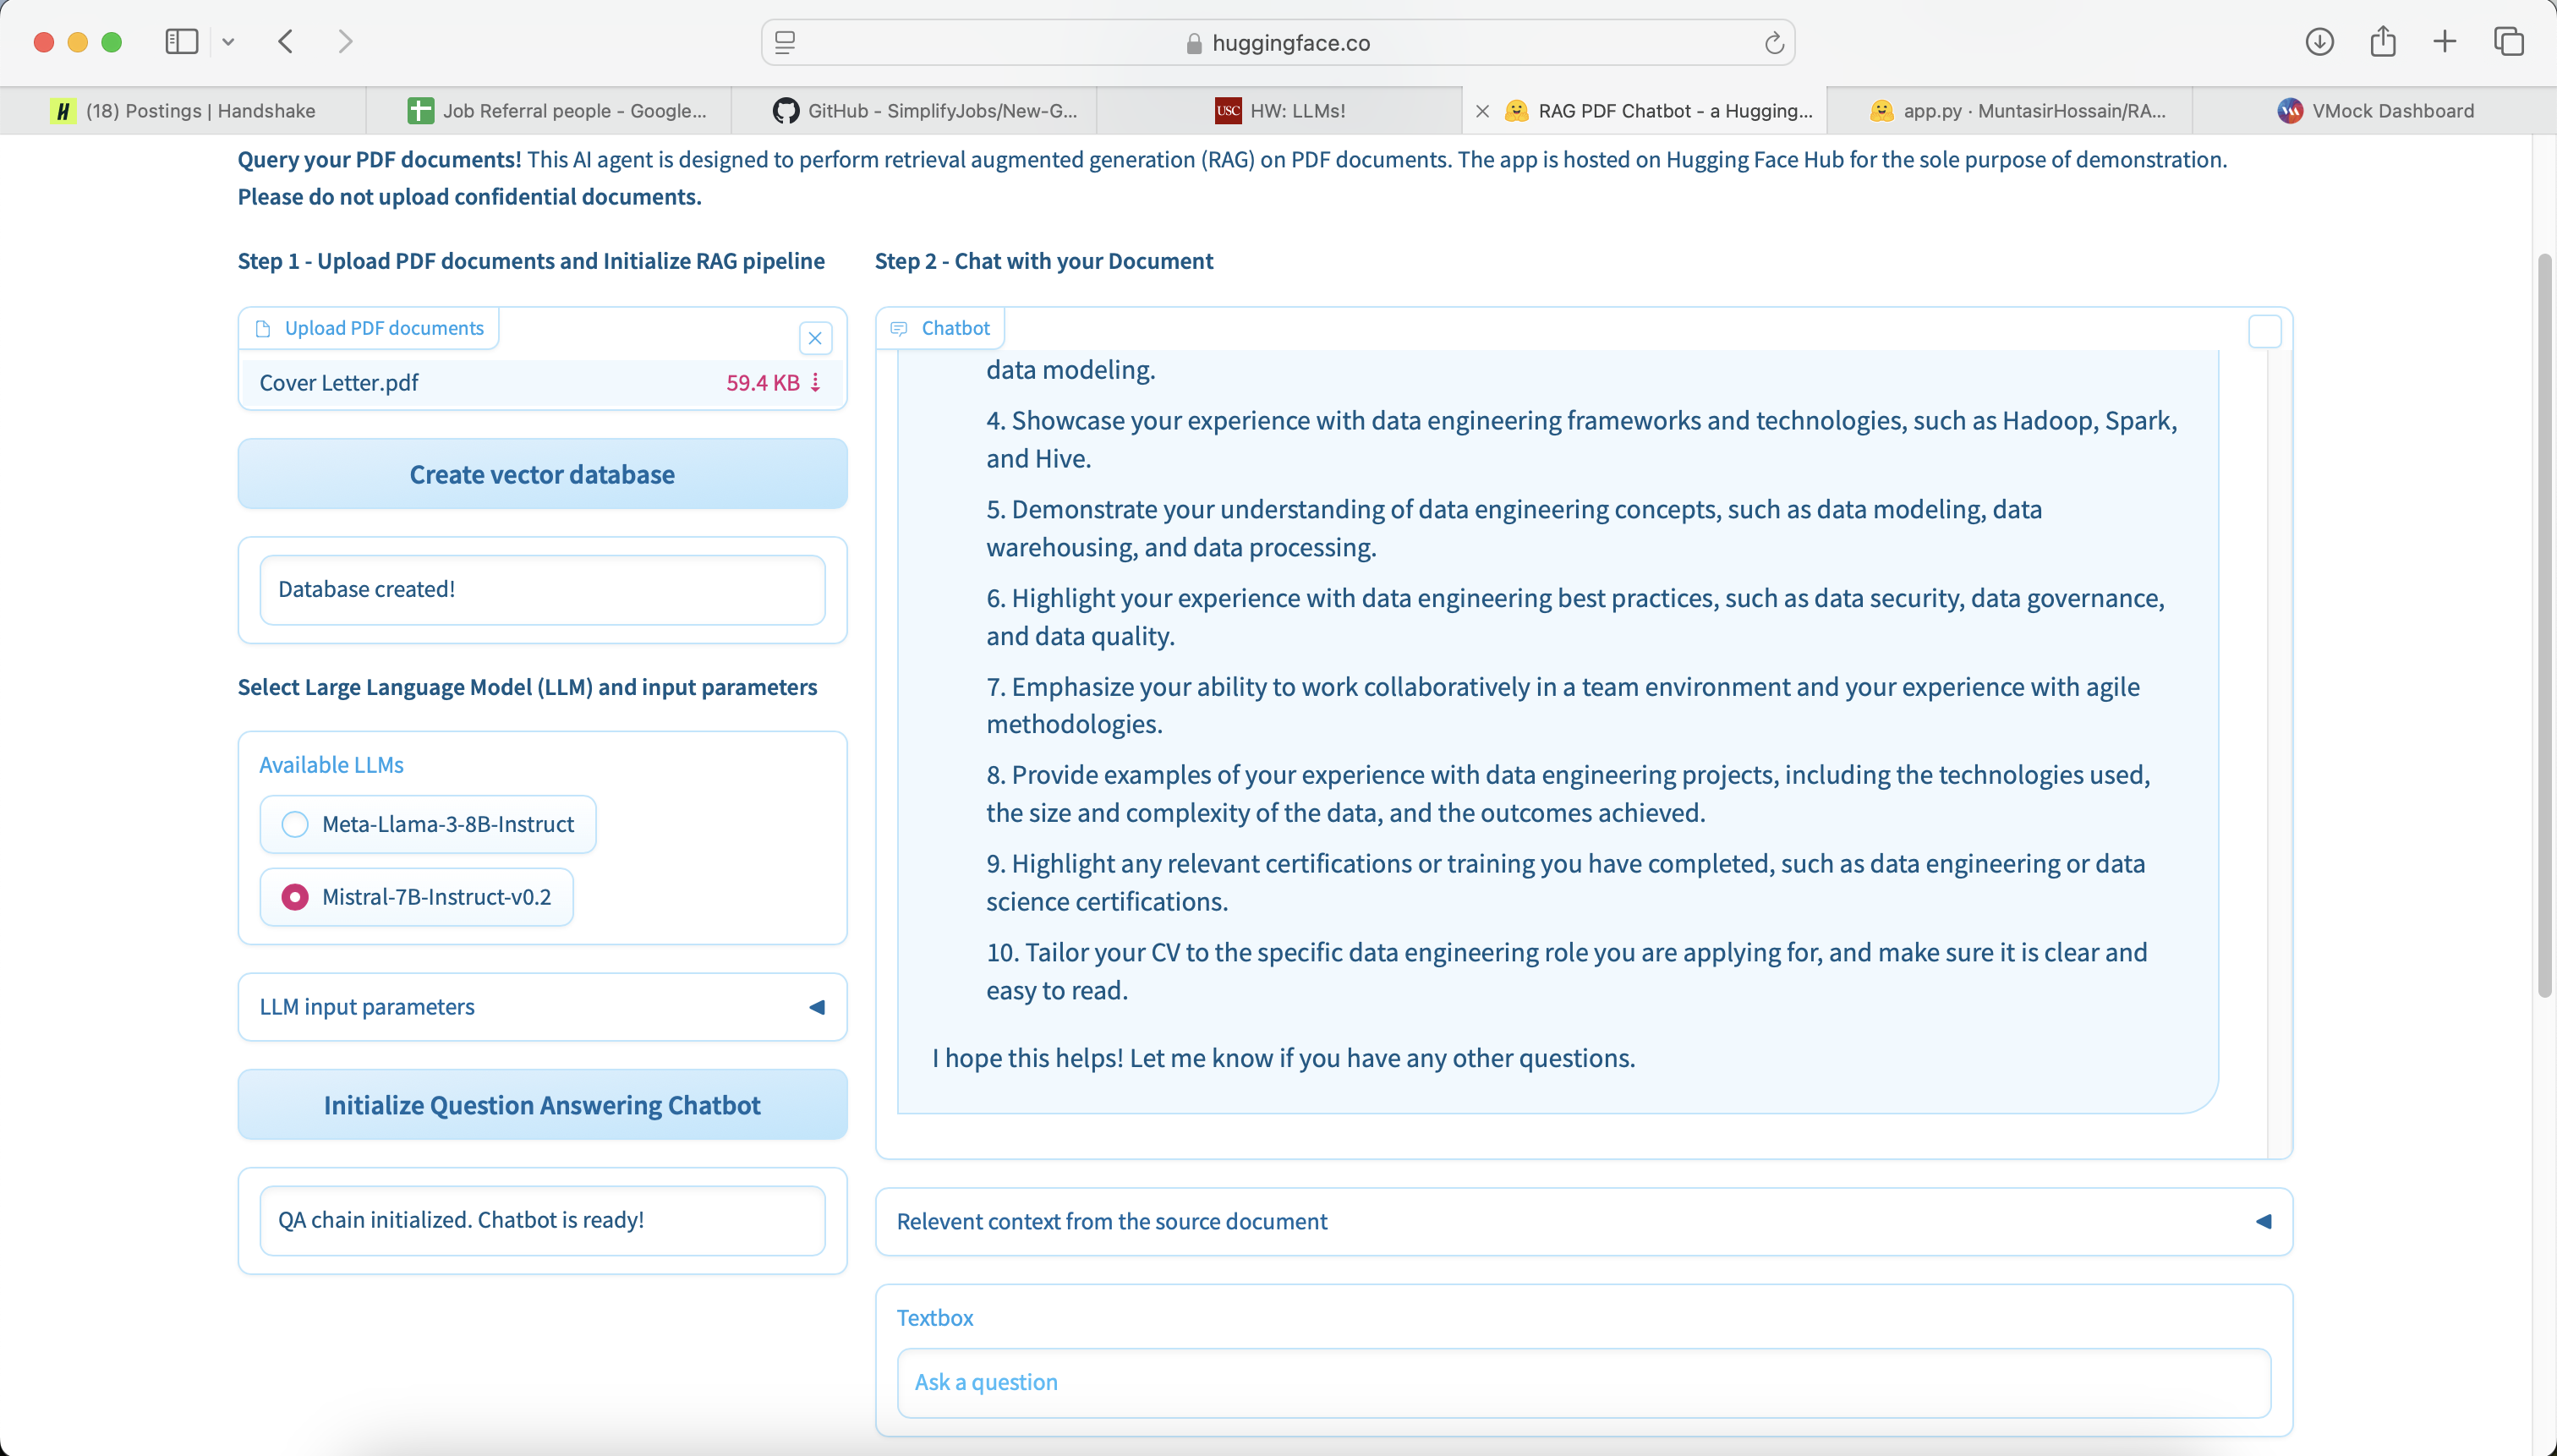 huggingface.co
(18) Postings | Handshake
Job Referral people - Google...
GitHub - SimplifyJobs/New-G...
USC HW: LLMs!
RAG PDF Chatbot - a Hugging...
app.py · MuntasirHossain/RA...
VMock Dashboard
Query your PDF documents! This AI agent is designed to perform retrieval augmented generation (RAG) on PDF documents. The app is hosted on Hugging Face Hub for the sole purpose of demonstration.
Please do not upload confidential documents.
Step 1 - Upload PDF documents and Initialize RAG pipeline
Upload PDF documents
Cover Letter.pdf 59.4 KB ⇣
Create vector database
Database created!
Select Large Language Model (LLM) and input parameters
Available LLMs
Meta-Llama-3-8B-Instruct
Mistral-7B-Instruct-v0.2
LLM input parameters
Initialize Question Answering Chatbot
QA chain initialized. Chatbot is ready!
Step 2 - Chat with your Document
Chatbot
data modeling.
4. Showcase your experience with data engineering frameworks and technologies, such as Hadoop, Spark,
and Hive.
5. Demonstrate your understanding of data engineering concepts, such as data modeling, data
warehousing, and data processing.
6. Highlight your experience with data engineering best practices, such as data security, data governance,
and data quality.
7. Emphasize your ability to work collaboratively in a team environment and your experience with agile
methodologies.
8. Provide examples of your experience with data engineering projects, including the technologies used,
the size and complexity of the data, and the outcomes achieved.
9. Highlight any relevant certifications or training you have completed, such as data engineering or data
science certifications.
10. Tailor your CV to the specific data engineering role you are applying for, and make sure it is clear and
easy to read.
I hope this helps! Let me know if you have any other questions.
Relevent context from the source document
Textbox
Ask a question